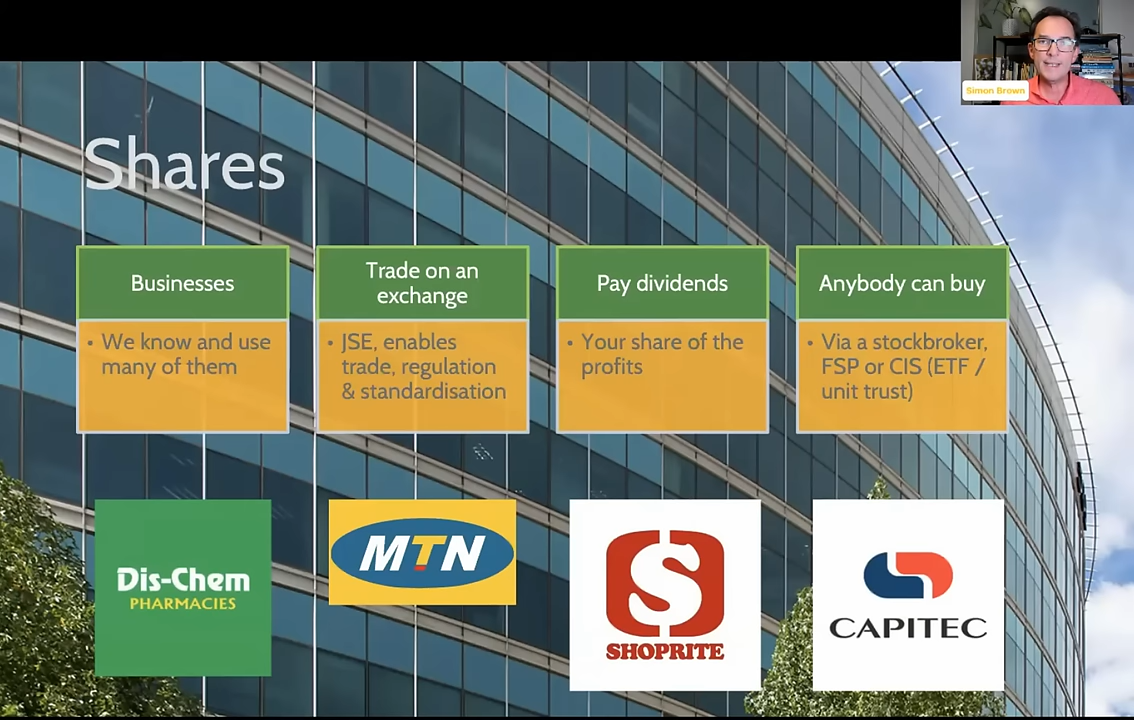 Simon Brown
Shares
Businesses
• We know and use
many of them
Trade on an
exchange
• JSE, enables
trade, regulation
& standardisation
Pay dividends
• Your share of the
profits
Anybody can buy
• Via a stockbroker,
FSP or CIS (ETF /
unit trust)
Dis-Chem
PHARMACIES
MTN
S
SHOPRITE
CAPITEC